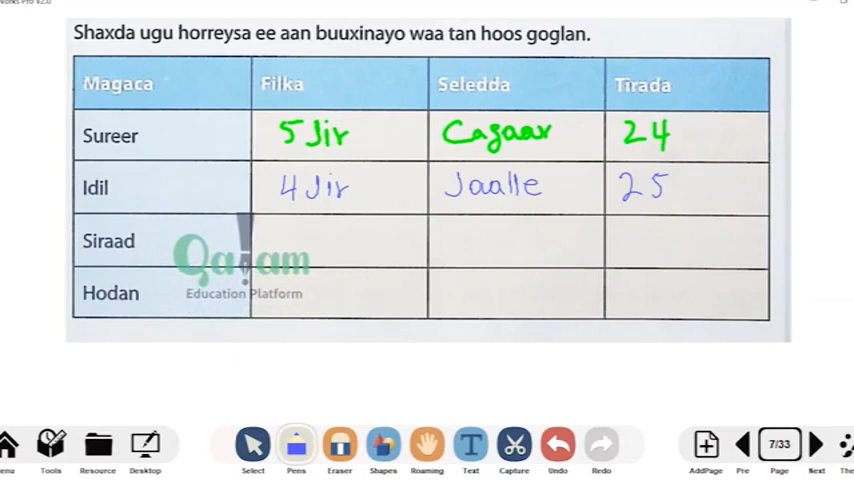 Shaxda ugu horreysa ee aan buuxinayo waa tan hoos goglan.
Magaca Filka Seledda Tirada
Sureer 5 Jir Cagaar 24
Idil 4 Jir Jaalle 25
Siraad
Hodan
Qalam
Education Platform
Tools Resource Desktop Select Pens Eraser Shapes Roaming Text Capture Undo Redo AddPage Pre 7/33 Page Next